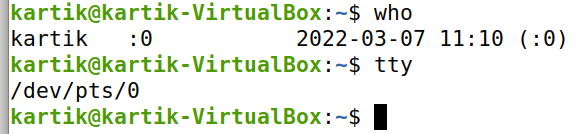 kartik@kartik-VirtualBox:~$ who
kartik   :0           2022-03-07 11:10 (:0)
kartik@kartik-VirtualBox:~$ tty
/dev/pts/0
kartik@kartik-VirtualBox:~$